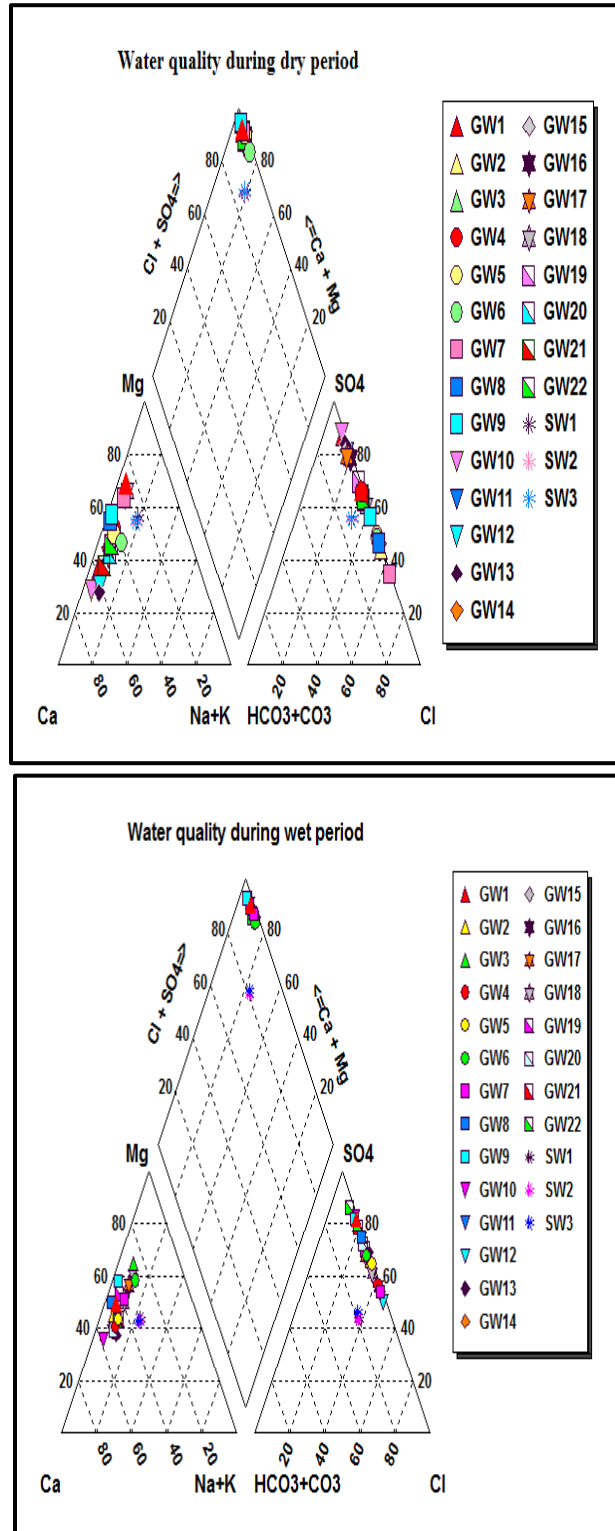 Water quality during dry period
80 80
60 60
40 40
20 20
Cl + SO4=>
<=Ca + Mg
Mg SO4
80 80
60 60
40 40
20 20
80 60 40 20 20 40 60 80
Ca Na+K HCO3+CO3 Cl
GW1 GW15
GW2 GW16
GW3 GW17
GW4 GW18
GW5 GW19
GW6 GW20
GW7 GW21
GW8 GW22
GW9 SW1
GW10 SW2
GW11 SW3
GW12
GW13
GW14
Water quality during wet period
80 80
60 60
40 40
20 20
Cl + SO4=>
<=Ca + Mg
Mg SO4
80 80
60 60
40 40
20 20
80 60 40 20 20 40 60 80
Ca Na+K HCO3+CO3 Cl
GW1 GW15
GW2 GW16
GW3 GW17
GW4 GW18
GW5 GW19
GW6 GW20
GW7 GW21
GW8 GW22
GW9 SW1
GW10 SW2
GW11 SW3
GW12
GW13
GW14